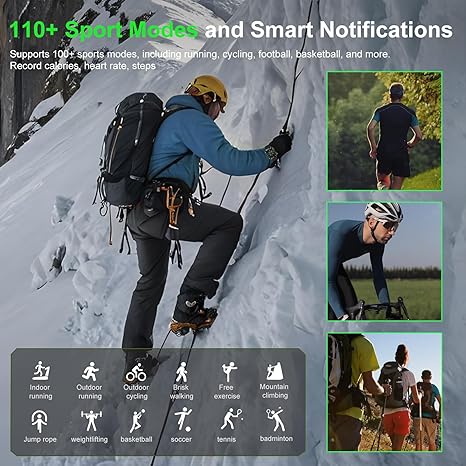 110+ Sport Modes and Smart Notifications
Supports 100+ sports modes, including running, cycling, football, basketball, and more.
Record calories, heart rate, steps
Indoor running
Outdoor running
Outdoor cycling
Brisk walking
Free exercise
Mountain climbing
Jump rope
weightlifting
basketball
soccer
tennis
badminton